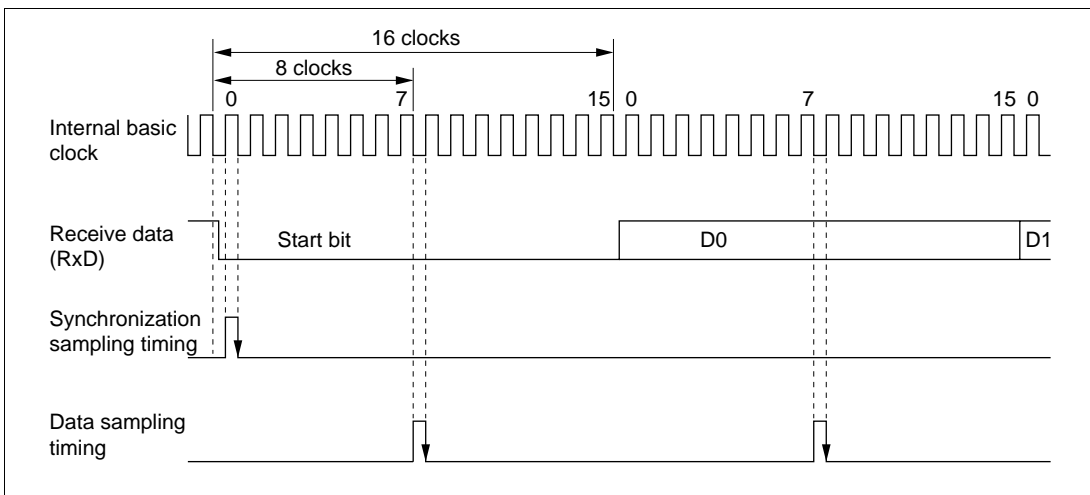 16 clocks
8 clocks
0 7 15 0 7 15 0
Internal basic
clock
Receive data
(RxD)
Start bit D0 D1
Synchronization
sampling timing
Data sampling
timing